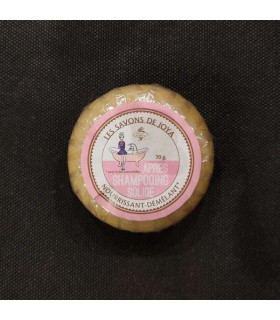 LES SAVONS DE JOYA
70 g
APRÈS
SHAMPOOING
SOLIDE
NOURRISSANT-DÉMÊLANT*